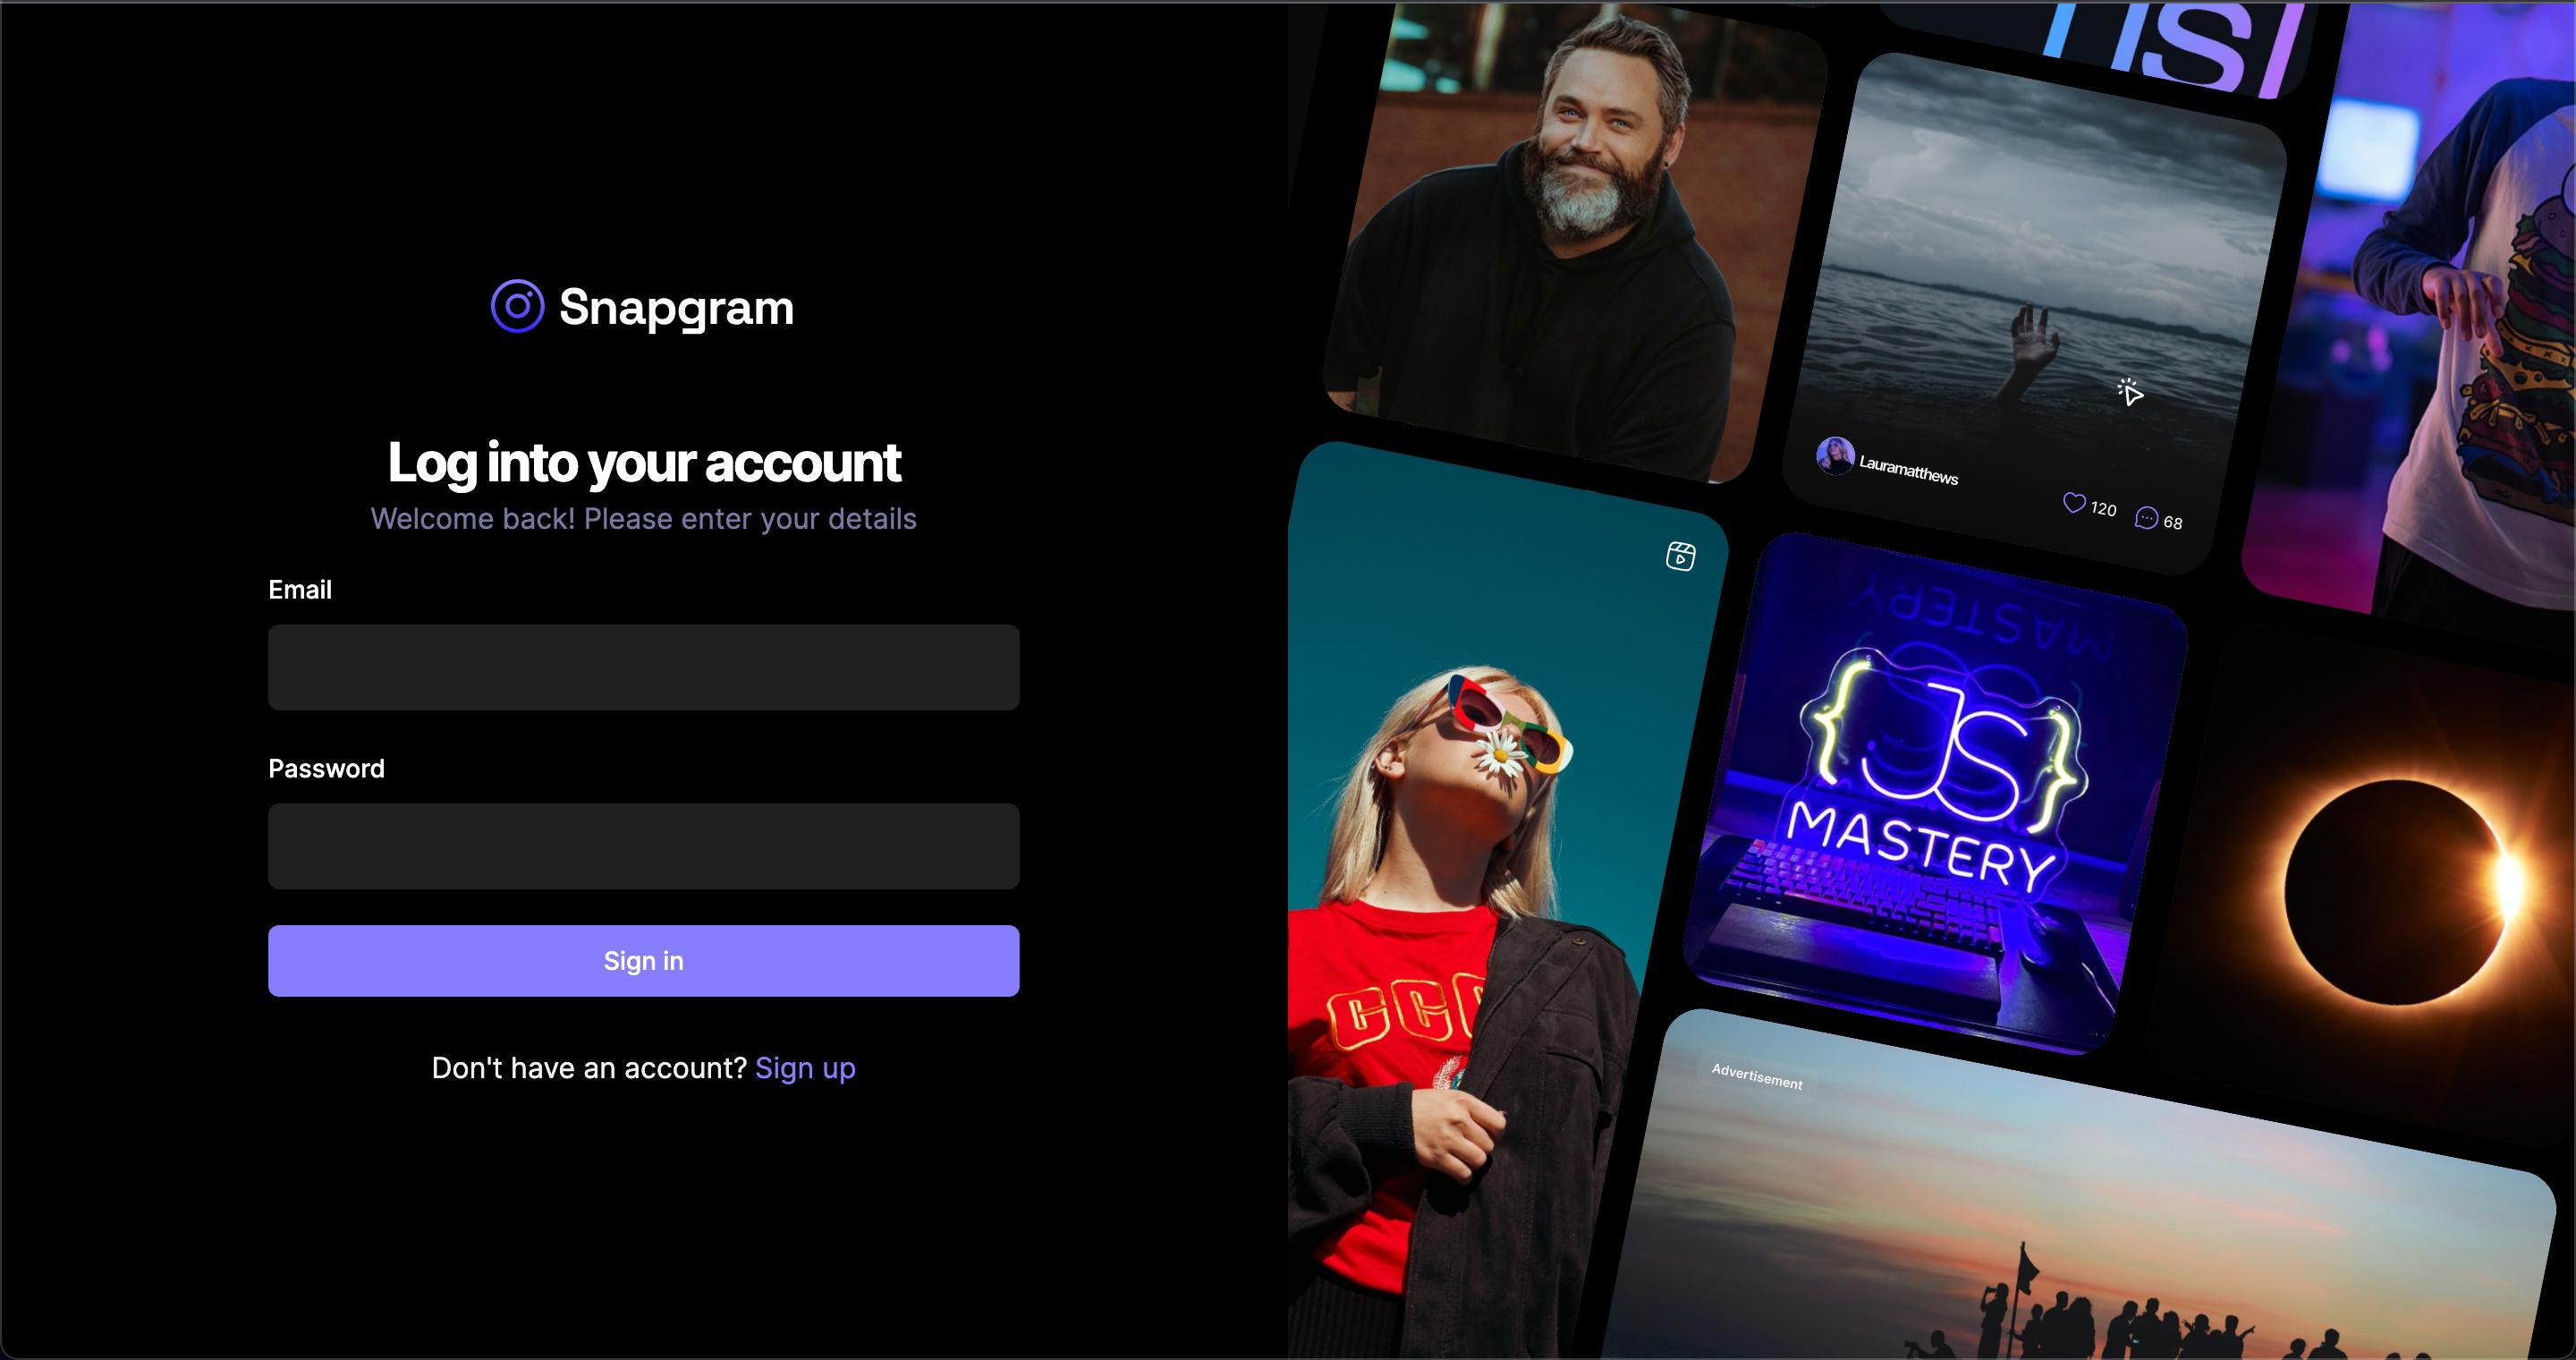 Snapgram
Log into your account
Welcome back! Please enter your details
Email
Password
Sign in
Don't have an account? Sign up
Lauramatthews
120
68
MASTERY
{JS}
MASTERY
CCC
Advertisement